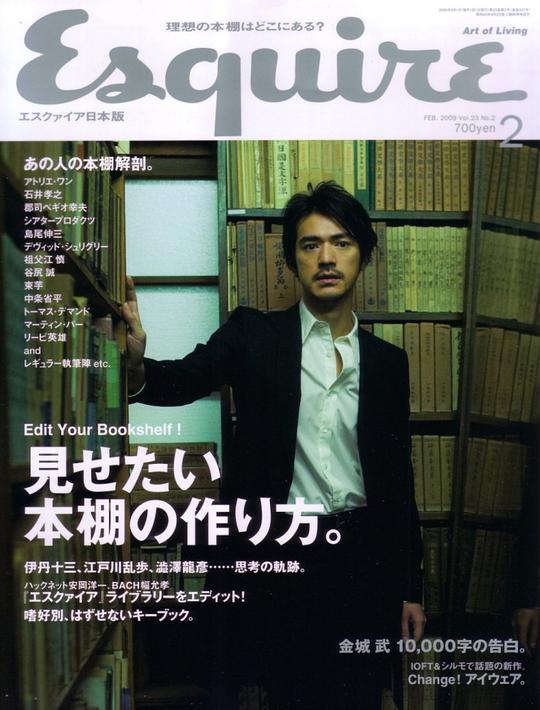 理想の本棚はどこにある?
Art of Living
Esquire
エスクァイア日本版
FEB. 2009 Vol.23 No.2
700yen
2
あの人の本棚解剖。
アトリエ・ワン
石井孝之
郡司ペギオ幸夫
シアタープロダクツ
島尾伸三
デヴィッド・シュリグリー
祖父江 慎
谷尻 誠
束芋
中条省平
トーマス・デマンド
マーティン・パー
リービ英雄
and
レギュラー執筆陣 etc.
Edit Your Bookshelf !
見せたい
本棚の作り方。
伊丹十三、江戸川乱歩、澁澤龍彦……思考の軌跡。
ハックネット安岡洋一、BACH幅允孝
『エスクァイア』ライブラリーをエディット!
嗜好別、はずせないキーブック。
金城 武 10,000字の告白。
IOFT&シルモで話題の新作。
Change! アイウェア。